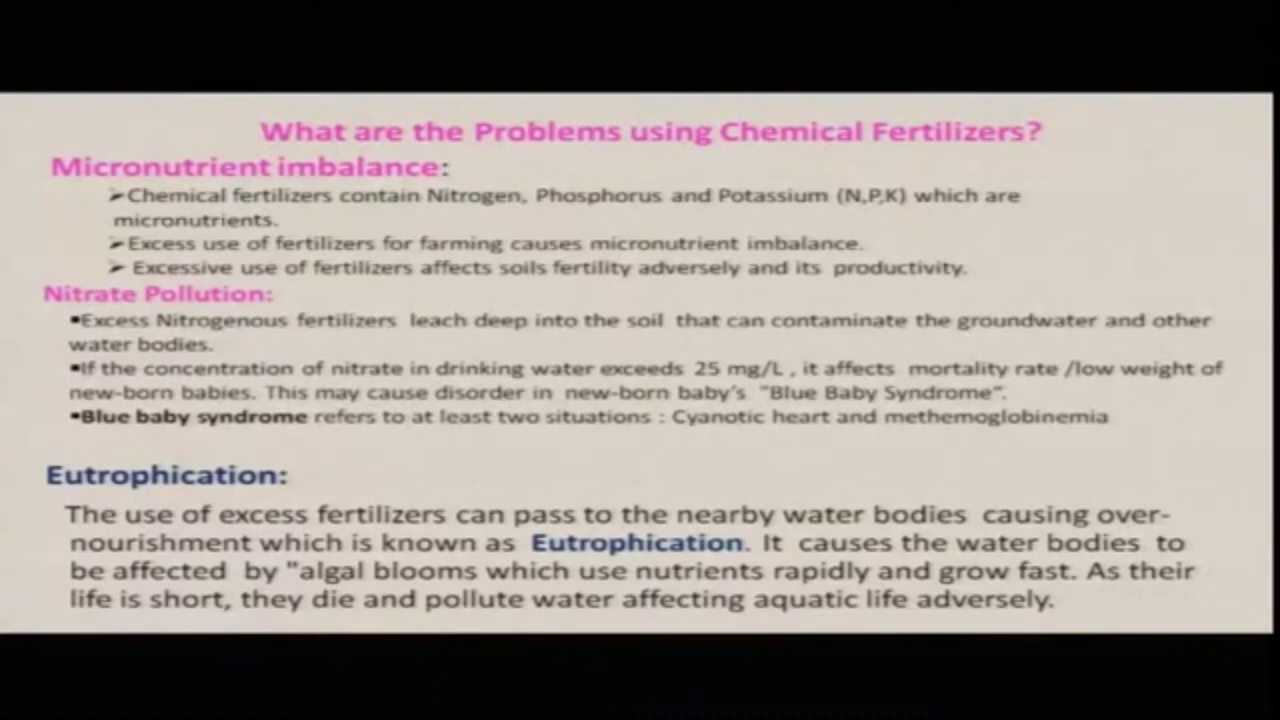 What are the Problems using Chemical Fertilizers?
Micronutrient imbalance:
➢Chemical fertilizers contain Nitrogen, Phosphorus and Potassium (N,P,K) which are
micronutrients.
➢Excess use of fertilizers for farming causes micronutrient imbalance.
➢ Excessive use of fertilizers affects soils fertility adversely and its productivity.
Nitrate Pollution:
▪Excess Nitrogenous fertilizers leach deep into the soil that can contaminate the groundwater and other
water bodies.
▪If the concentration of nitrate in drinking water exceeds 25 mg/L , it affects mortality rate /low weight of
new-born babies. This may cause disorder in new-born baby's "Blue Baby Syndrome".
▪Blue baby syndrome refers to at least two situations : Cyanotic heart and methemoglobinemia
Eutrophication:
The use of excess fertilizers can pass to the nearby water bodies causing over-
nourishment which is known as Eutrophication. It causes the water bodies to
be affected by "algal blooms which use nutrients rapidly and grow fast. As their
life is short, they die and pollute water affecting aquatic life adversely.